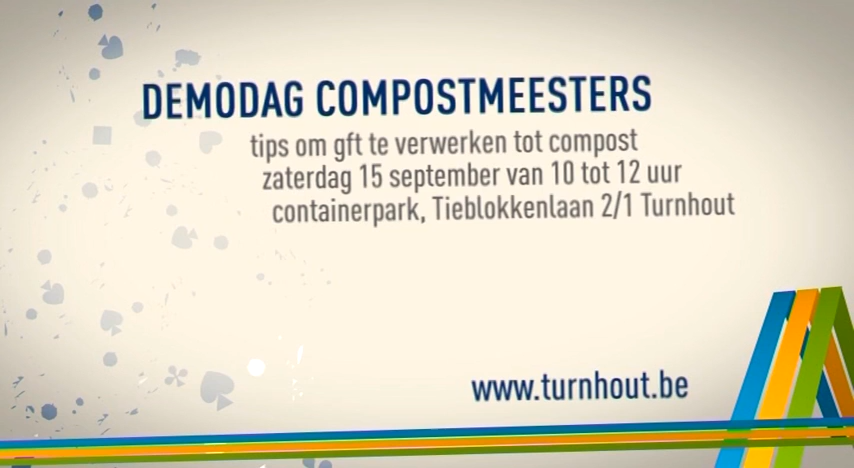 DEMODAG COMPOSTMEESTERS
tips om gft te verwerken tot compost
zaterdag 15 september van 10 tot 12 uur
containerpark, Tieblokkenlaan 2/1 Turnhout
www.turnhout.be